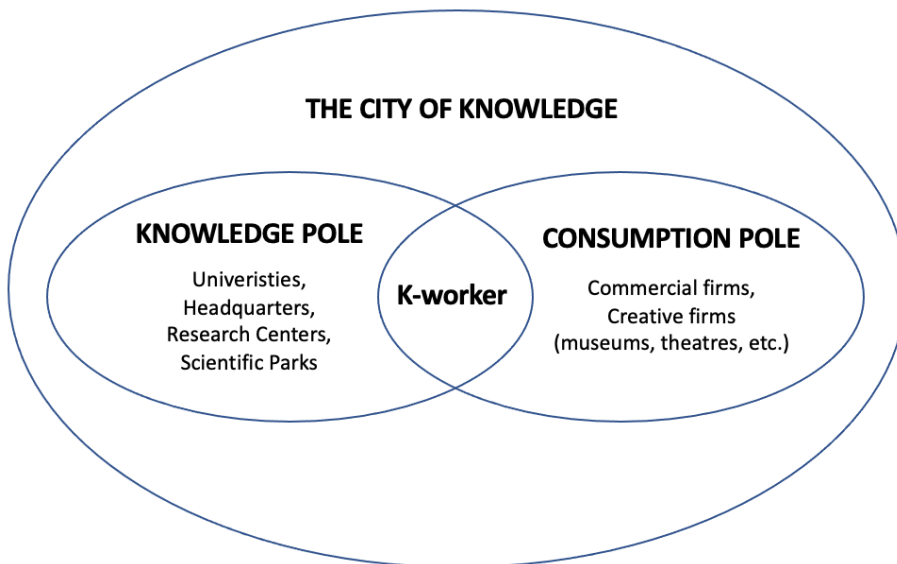 THE CITY OF KNOWLEDGE
KNOWLEDGE POLE
Univeristies,
Headquarters,
Research Centers,
Scientific Parks
K-worker
CONSUMPTION POLE
Commercial firms,
Creative firms
(museums, theatres, etc.)